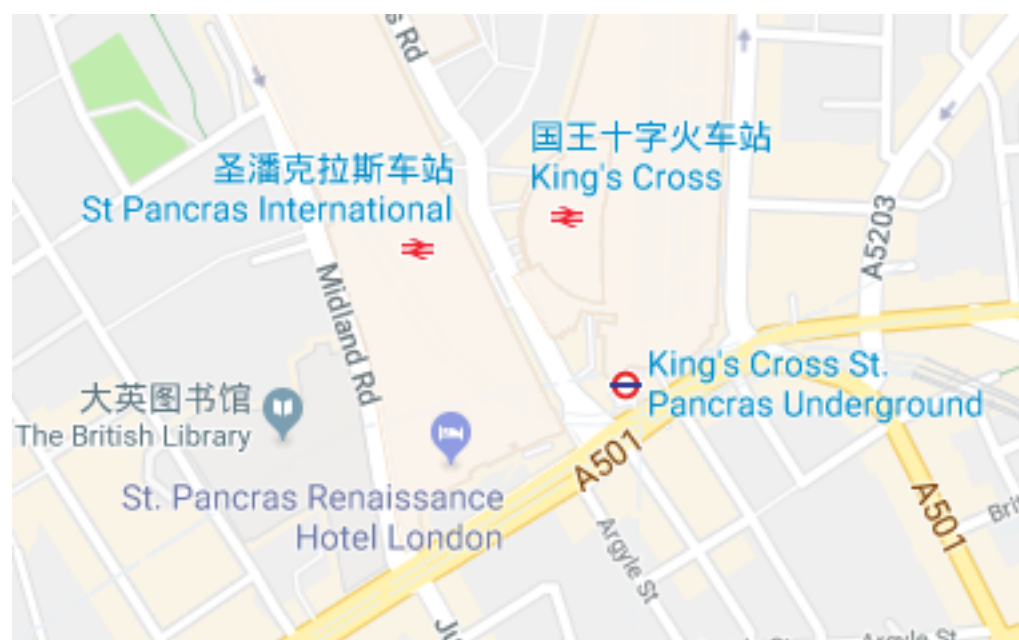 s Rd
国王十字火车站
King's Cross
圣潘克拉斯车站
St Pancras International
A5203
Midland Rd
King's Cross St.
Pancras Underground
大英图书馆
The British Library
A501
St. Pancras Renaissance
Hotel London
A501
Argyle St
Argyle St